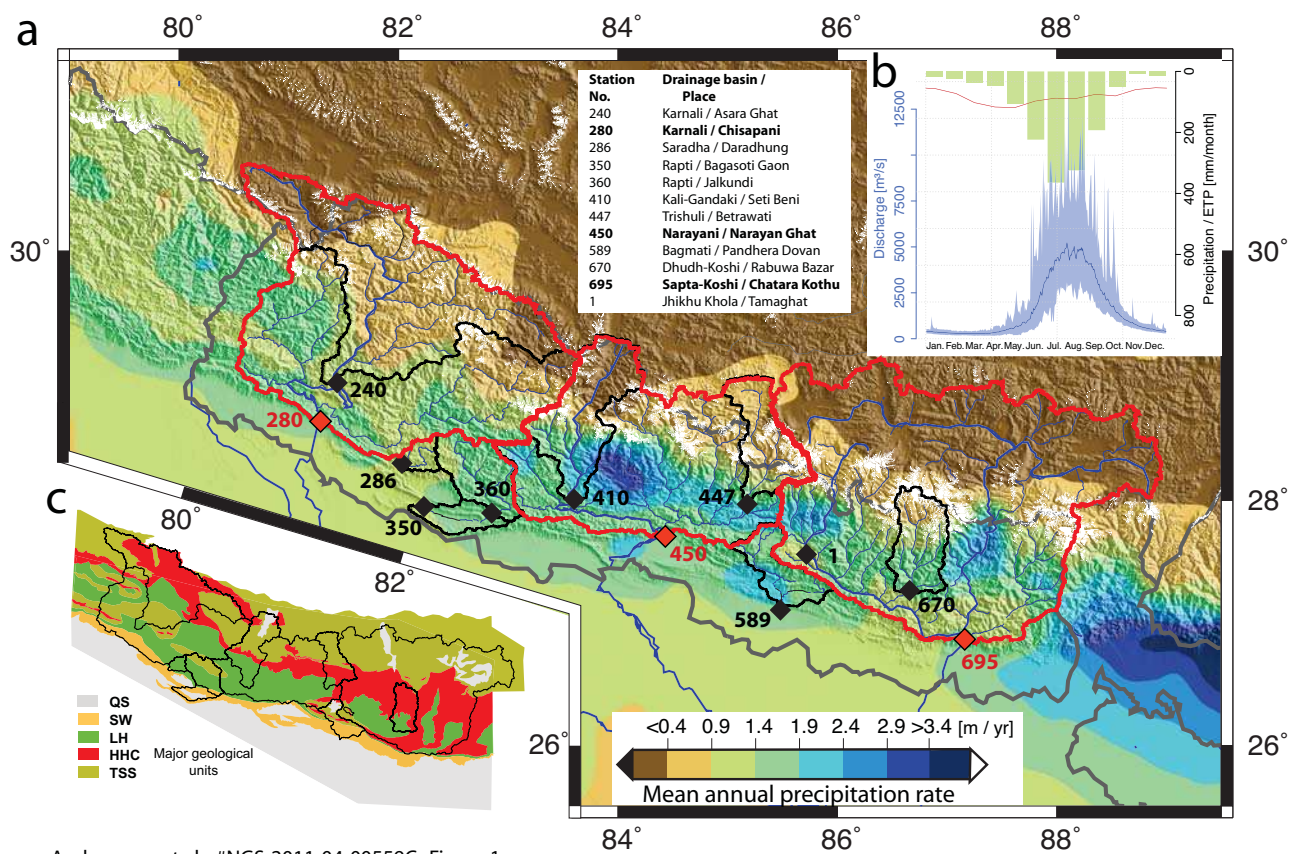 a
80° 82° 84° 86° 88°
30°
Station No. Drainage basin / Place
240 Karnali / Asara Ghat
280 Karnali / Chisapani
286 Saradha / Daradhung
350 Rapti / Bagasoti Gaon
360 Rapti / Jalkundi
410 Kali-Gandaki / Seti Beni
447 Trishuli / Betrawati
450 Narayani / Narayan Ghat
589 Bagmati / Pandhera Dovan
670 Dhudh-Koshi / Rabuwa Bazar
695 Sapta-Koshi / Chatara Kothu
1 Jhikhu Khola / Tamaghat
b
Discharge [m³/s]
12500
7500
5000
2500
0
0
200
400
600
800
Precipitation / ETP [mm/month]
Jan. Feb. Mar. Apr. May. Jun. Jul. Aug. Sep. Oct. Nov. Dec.
30°
28°
26°
240
280
286
350
360
410
447
450
589
1
670
695
c
80°
82°
QS
SW
LH
HHC
TSS
Major geological
units
26°
<0.4 0.9 1.4 1.9 2.4 2.9 >3.4 [m / yr]
Mean annual precipitation rate
84° 86° 88°